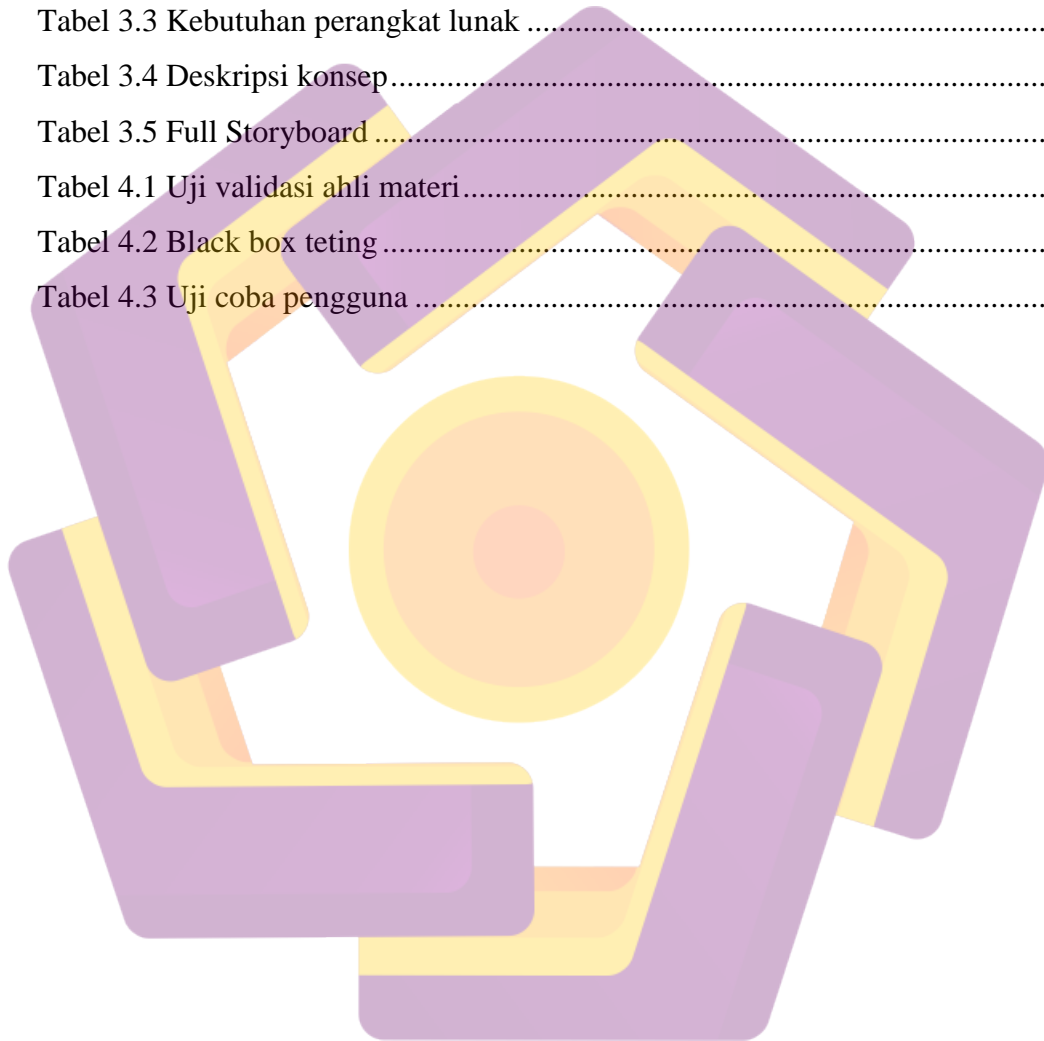 Tabel 3.3 Kebutuhan perangkat lunak ...............................................................
Tabel 3.4 Deskripsi konsep................................................................................
Tabel 3.5 Full Storyboard ..................................................................................
Tabel 4.1 Uji validasi ahli materi.......................................................................
Tabel 4.2 Black box teting .................................................................................
Tabel 4.3 Uji coba pengguna .............................................................................